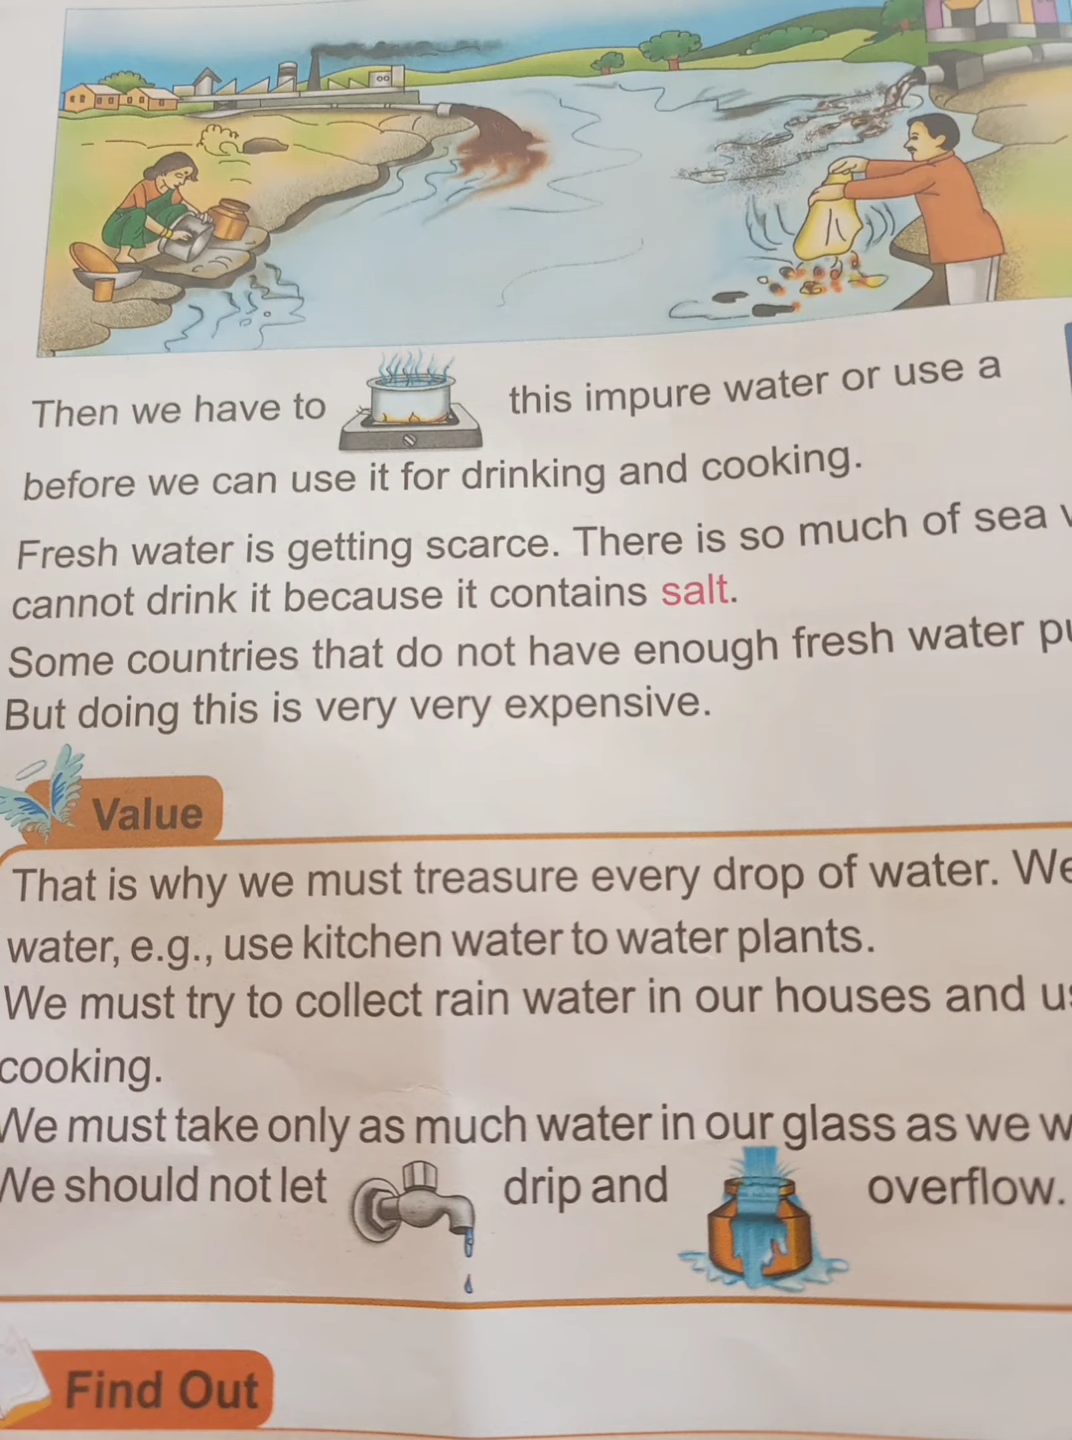 Then we have to this impure water or use a
before we can use it for drinking and cooking.
Fresh water is getting scarce. There is so much of sea
cannot drink it because it contains salt.
Some countries that do not have enough fresh water
But doing this is very very expensive.
Value
That is why we must treasure every drop of water. We
water, e.g., use kitchen water to water plants.
We must try to collect rain water in our houses and
cooking.
We must take only as much water in our glass as we
We should not let drip and overflow.
Find Out